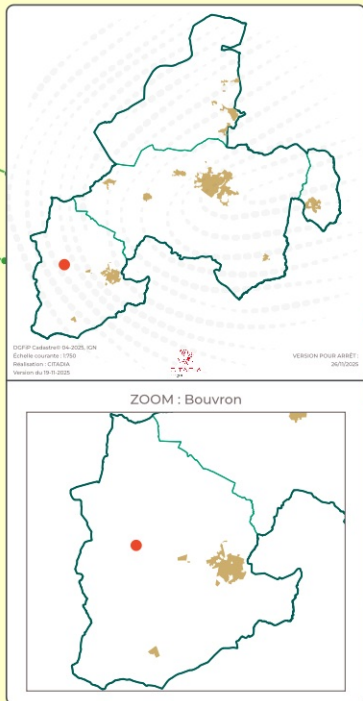 DGFIP Cadastre© 04-2025, IGN
Échelle courante : 1:750
Réalisation : CITADIA
Version du 19-11-2025
CITADIA
VERSION POUR ARRÊT :
26/11/2025
ZOOM : Bouvron